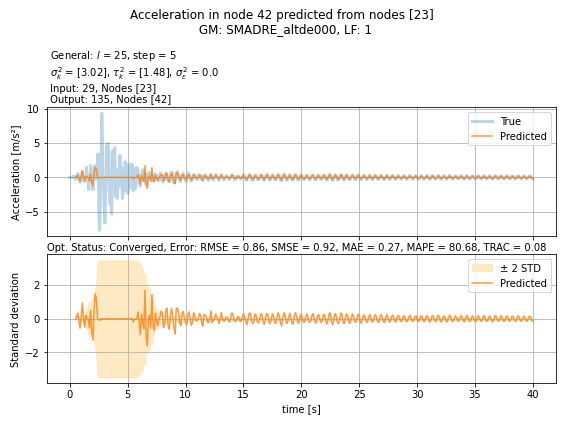 Acceleration in node 42 predicted from nodes [23]
GM: SMADRE_altde000, LF: 1
General: l = 25, step = 5
σ²ₖ = [3.02], τ²ₖ = [1.48], σ²ε = 0.0
Input: 29, Nodes [23]
Output: 135, Nodes [42]
10
5
0
−5
Acceleration [m/s²]
True
Predicted
Opt. Status: Converged, Error: RMSE = 0.86, SMSE = 0.92, MAE = 0.27, MAPE = 80.68, TRAC = 0.08
2
0
−2
Standard deviation
± 2 STD
Predicted
0 5 10 15 20 25 30 35 40
time [s]